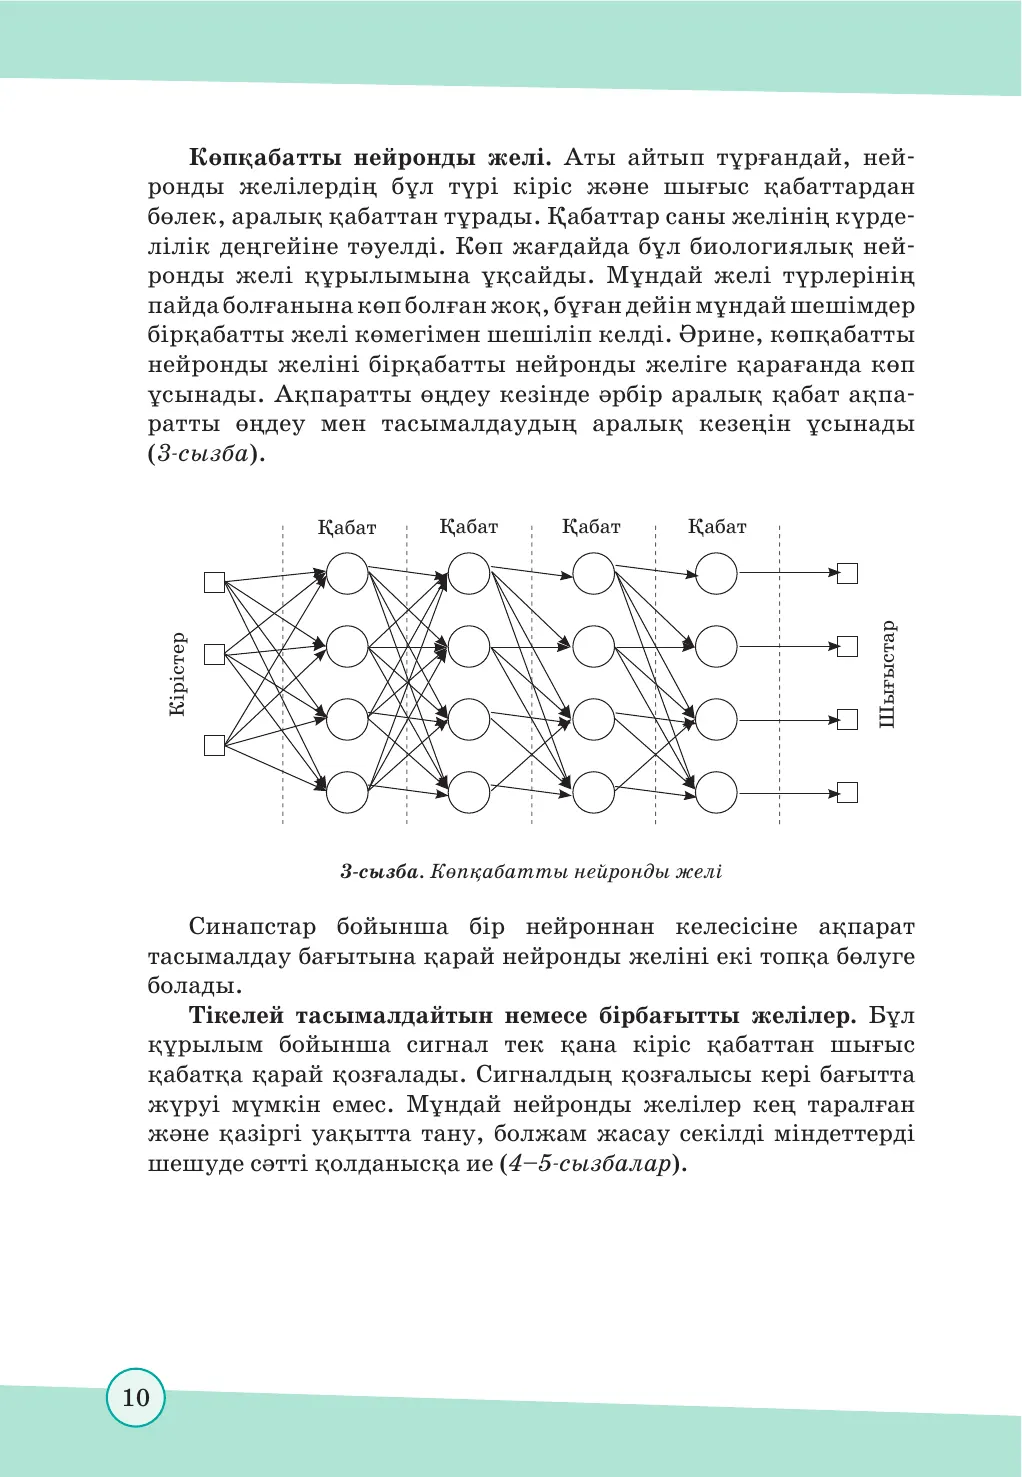 Көпқабатты нейронды желі. Аты айтып тұрғандай, ней-
ронды желілердің бұл түрі кіріс және шығыс қабаттардан
бөлек, аралық қабаттан тұрады. Қабаттар саны желінің күрде-
лілік деңгейіне тәуелді. Көп жағдайда бұл биологиялық ней-
ронды желі құрылымына ұқсайды. Мұндай желі түрлерінің
пайда болғанына көп болған жоқ, бұған дейін мұндай шешімдер
бірқабатты желі көмегімен шешіліп келді. Әрине, көпқабатты
нейронды желіні бірқабатты нейронды желіге қарағанда көп
ұсынады. Ақпаратты өңдеу кезінде әрбір аралық қабат ақпа-
ратты өңдеу мен тасымалдаудың аралық кезеңін ұсынады
(3-сызба).
Қабат Қабат Қабат Қабат
Кірістер
Шығыстар
3-сызба. Көпқабатты нейронды желі
Синапстар бойынша бір нейроннан келесісіне ақпарат
тасымалдау бағытына қарай нейронды желіні екі топқа бөлуге
болады.
Тікелей тасымалдайтын немесе бірбағытты желілер. Бұл
құрылым бойынша сигнал тек қана кіріс қабаттан шығыс
қабатқа қарай қозғалады. Сигналдың қозғалысы кері бағытта
жүруі мүмкін емес. Мұндай нейронды желілер кең таралған
және қазіргі уақытта тану, болжам жасау секілді міндеттерді
шешуде сәтті қолданысқа ие (4–5-сызбалар).
10